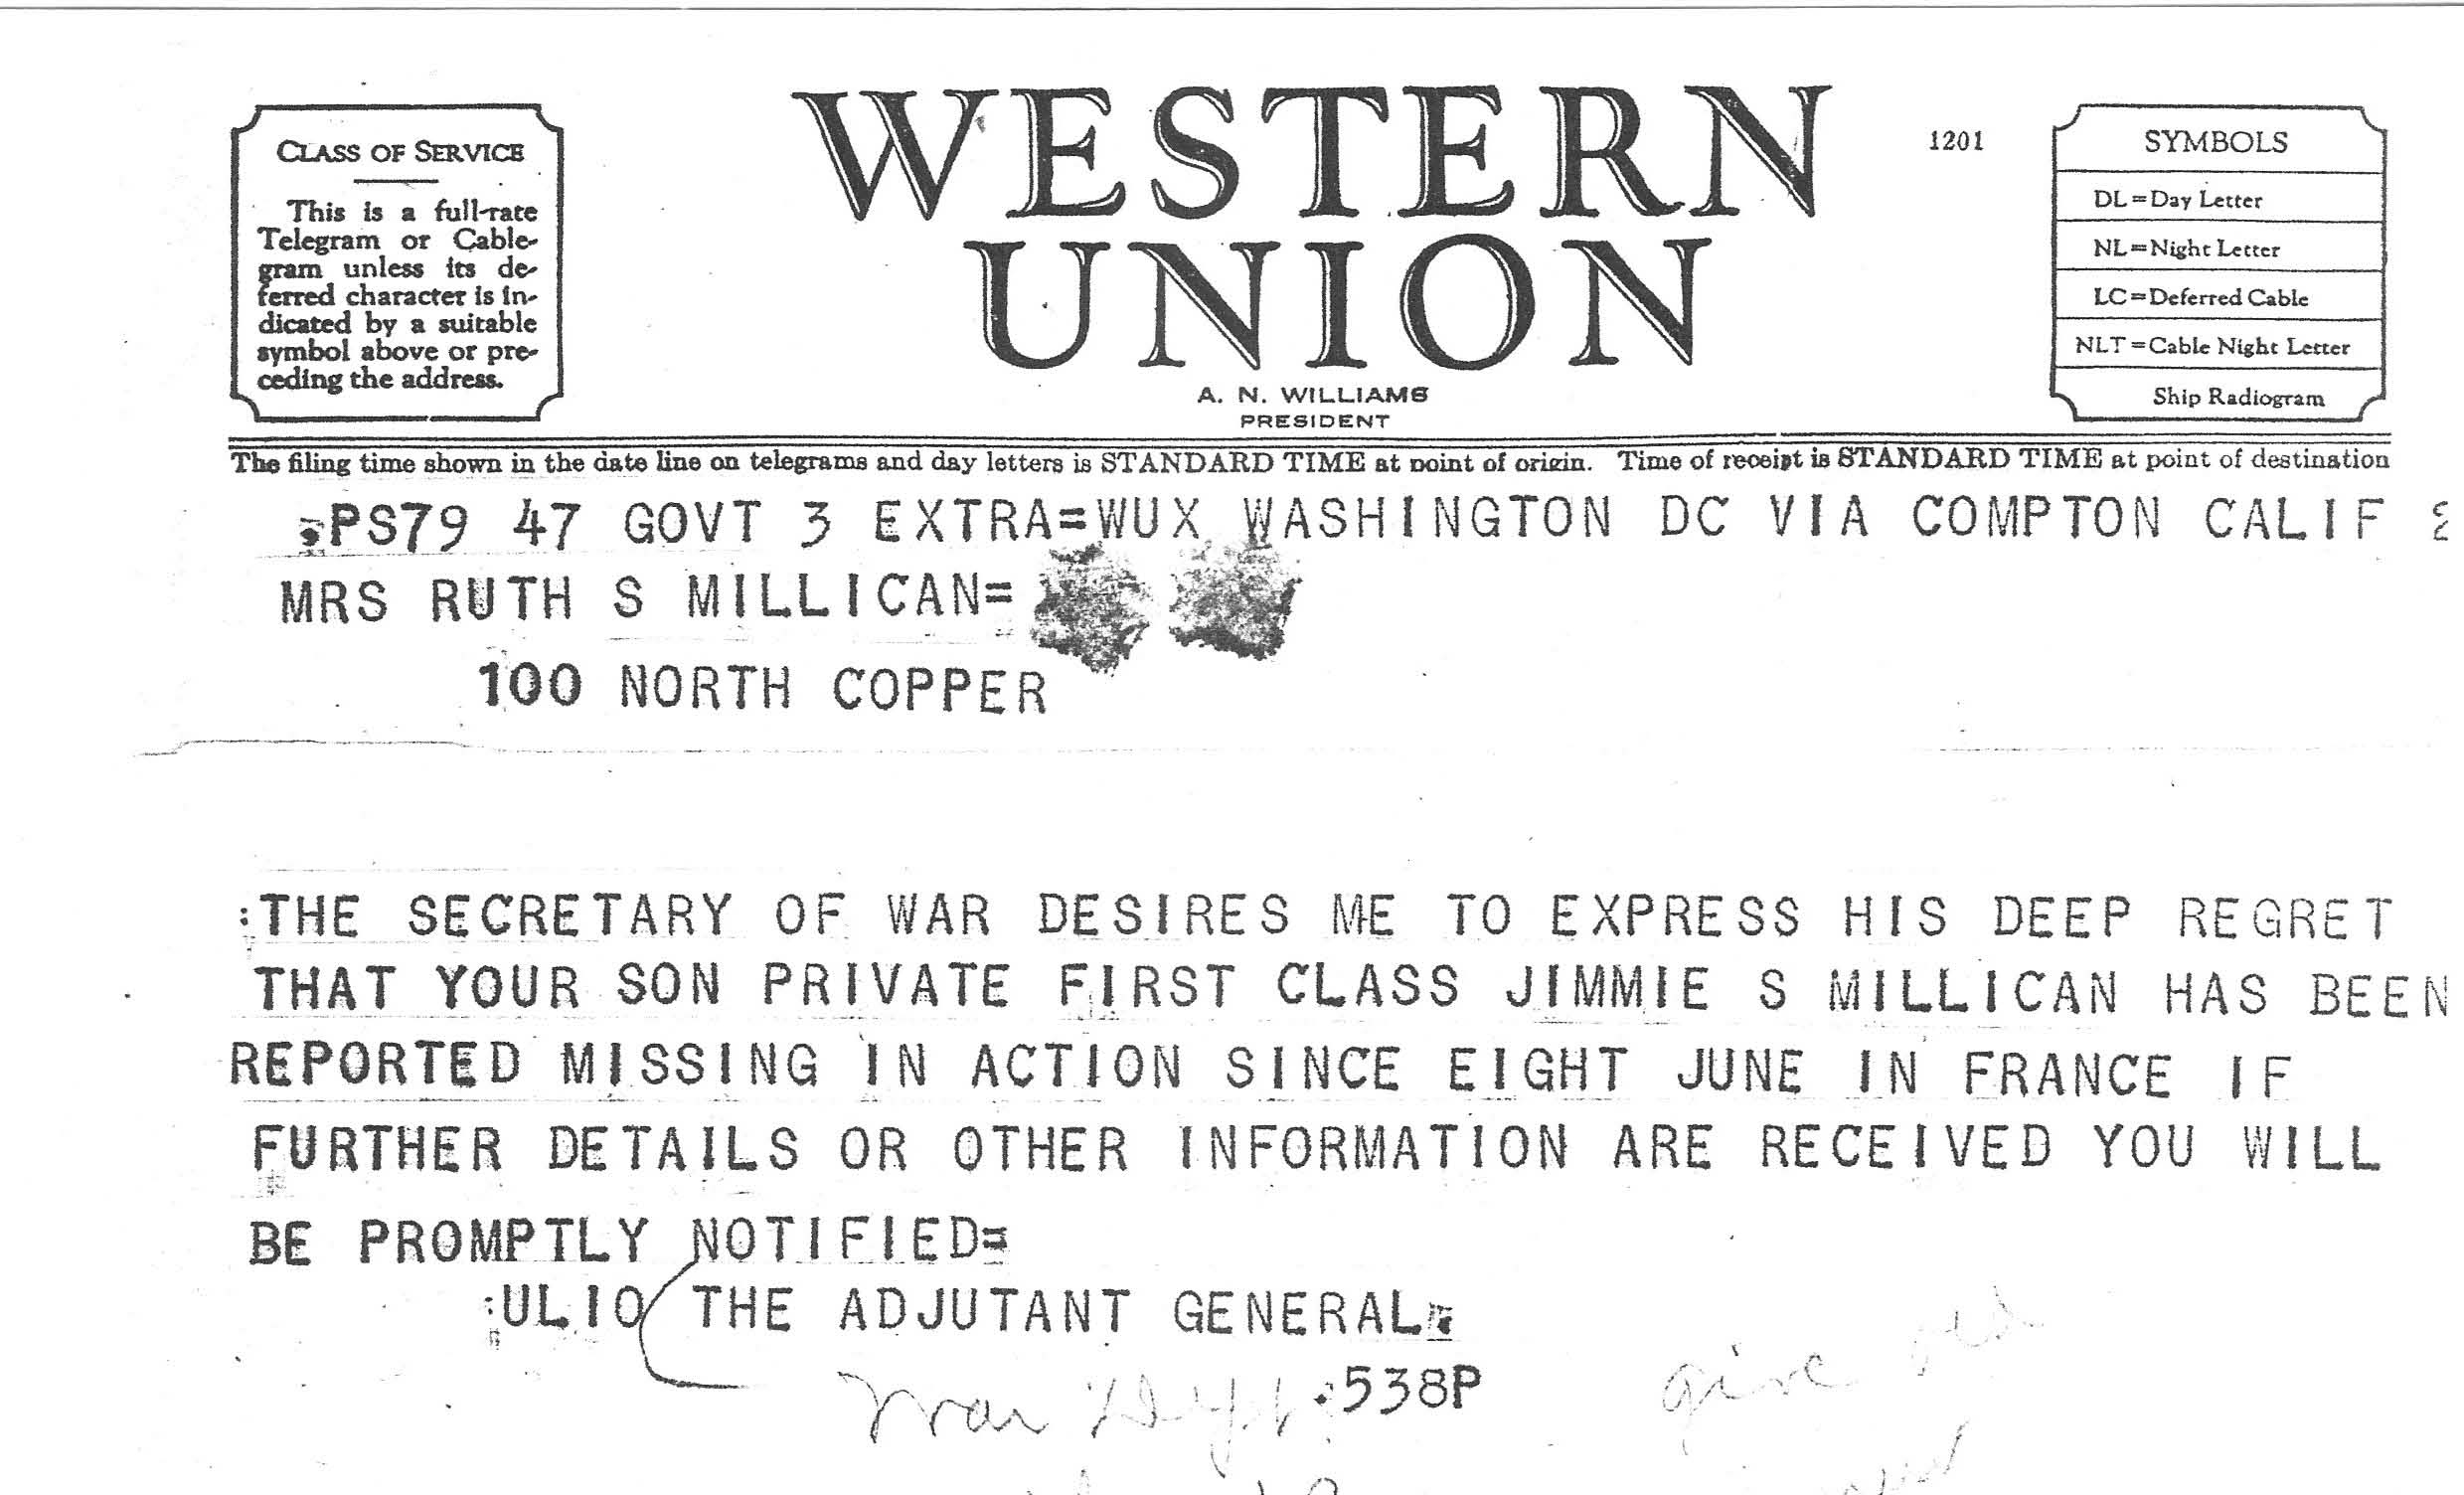 CLASS OF SERVICE
This is a full-rate
Telegram or Cable-
gram unless its de-
ferred character is in-
dicated by a suitable
symbol above or pre-
ceding the address.
WESTERN
UNION
A. N. WILLIAMS
PRESIDENT
1201
SYMBOLS
DL=Day Letter
NL=Night Letter
LC=Deferred Cable
NLT=Cable Night Letter
Ship Radiogram
The filing time shown in the date line on telegrams and day letters is STANDARD TIME at point of origin. Time of receipt is STANDARD TIME at point of destination
PS79 47 GOVT 3 EXTRA=WUX WASHINGTON DC VIA COMPTON CALIF
MRS RUTH S MILLICAN=
100 NORTH COPPER
:THE SECRETARY OF WAR DESIRES ME TO EXPRESS HIS DEEP REGRET
THAT YOUR SON PRIVATE FIRST CLASS JIMMIE S MILLICAN HAS BEEN
REPORTED MISSING IN ACTION SINCE EIGHT JUNE IN FRANCE IF
FURTHER DETAILS OR OTHER INFORMATION ARE RECEIVED YOU WILL
BE PROMPTLY NOTIFIED=
:ULIO THE ADJUTANT GENERAL.
.538P
War Dept
give